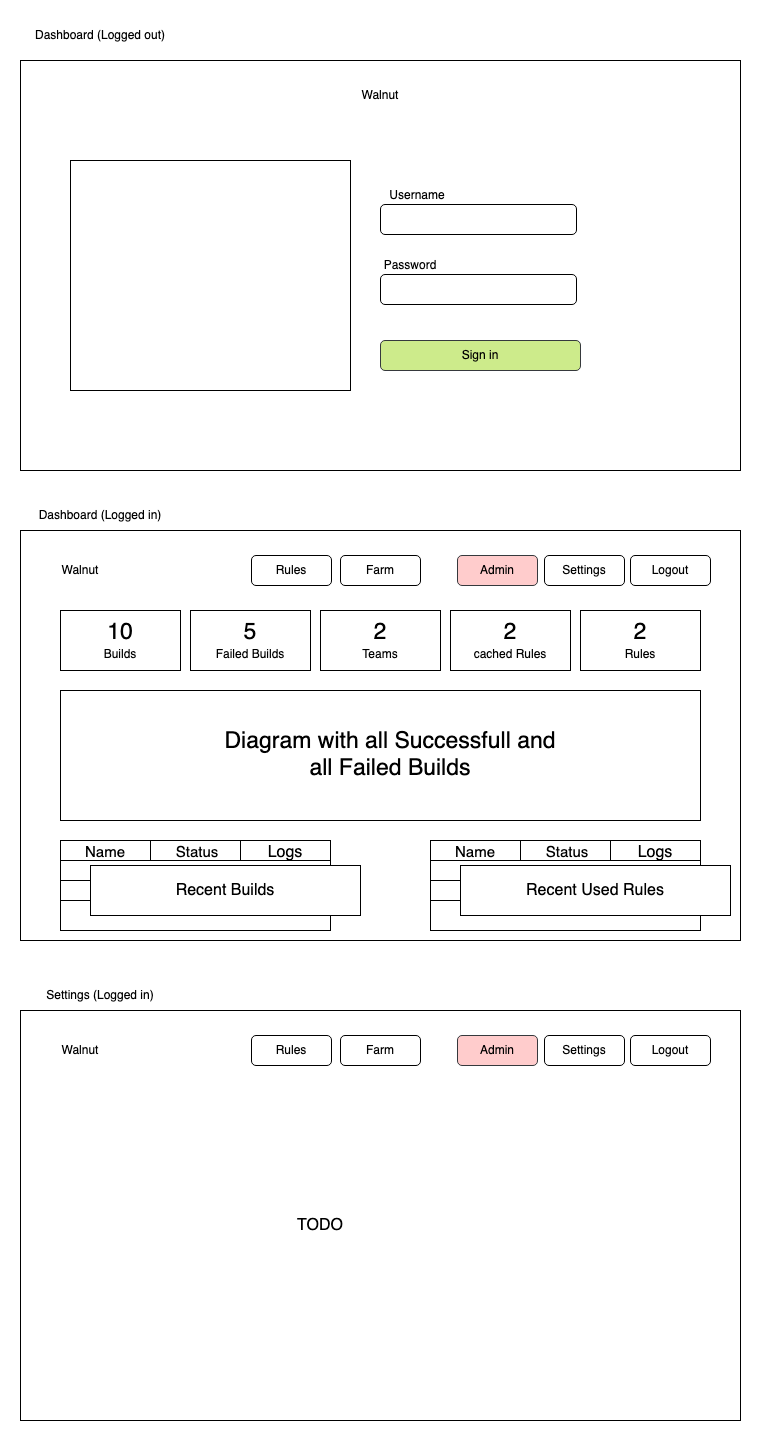 Dashboard (Logged out)
Walnut
Username
Password
Sign in
Dashboard (Logged in)
Walnut
Rules
Farm
Admin
Settings
Logout
10
Builds
5
Failed Builds
2
Teams
2
cached Rules
2
Rules
Diagram with all Successfull and
all Failed Builds
Name
Status
Logs
Recent Builds
Name
Status
Logs
Recent Used Rules
Settings (Logged in)
Walnut
Rules
Farm
Admin
Settings
Logout
TODO